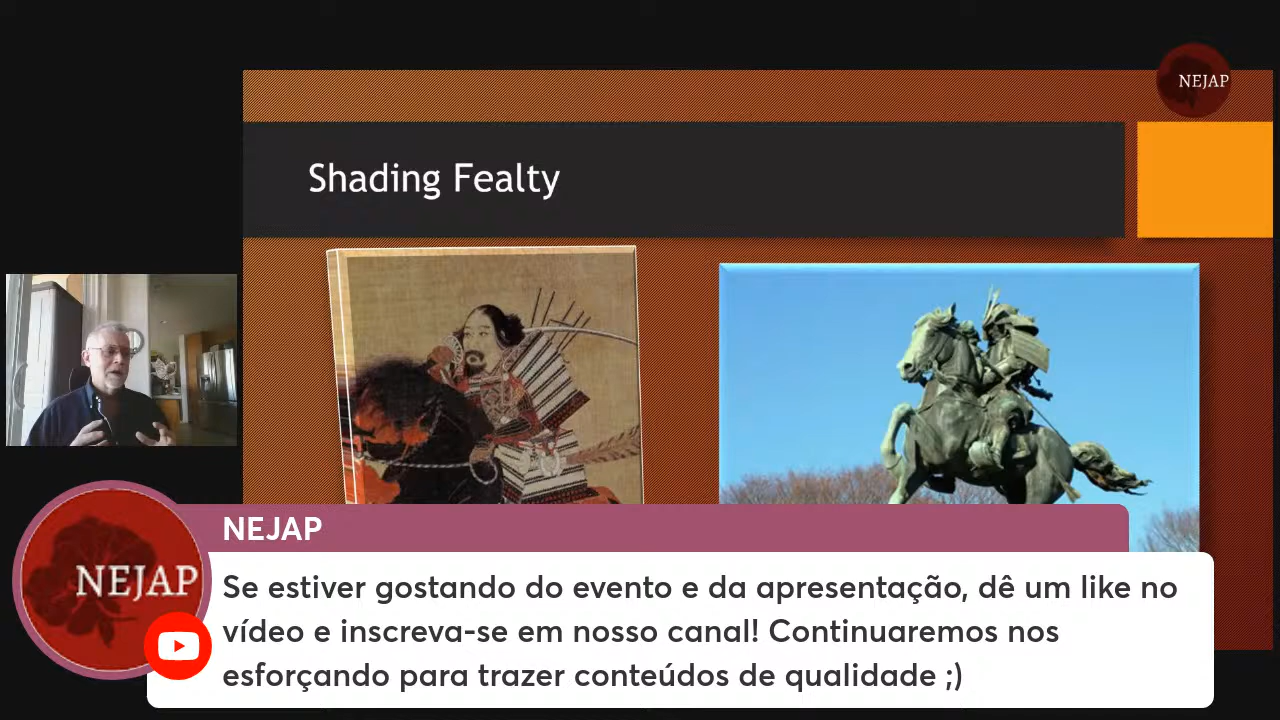 NEJAP
Shading Fealty
NEJAP
NEJAP
Se estiver gostando do evento e da apresentação, dê um like no
vídeo e inscreva-se em nosso canal! Continuaremos nos
esforçando para trazer conteúdos de qualidade ;)